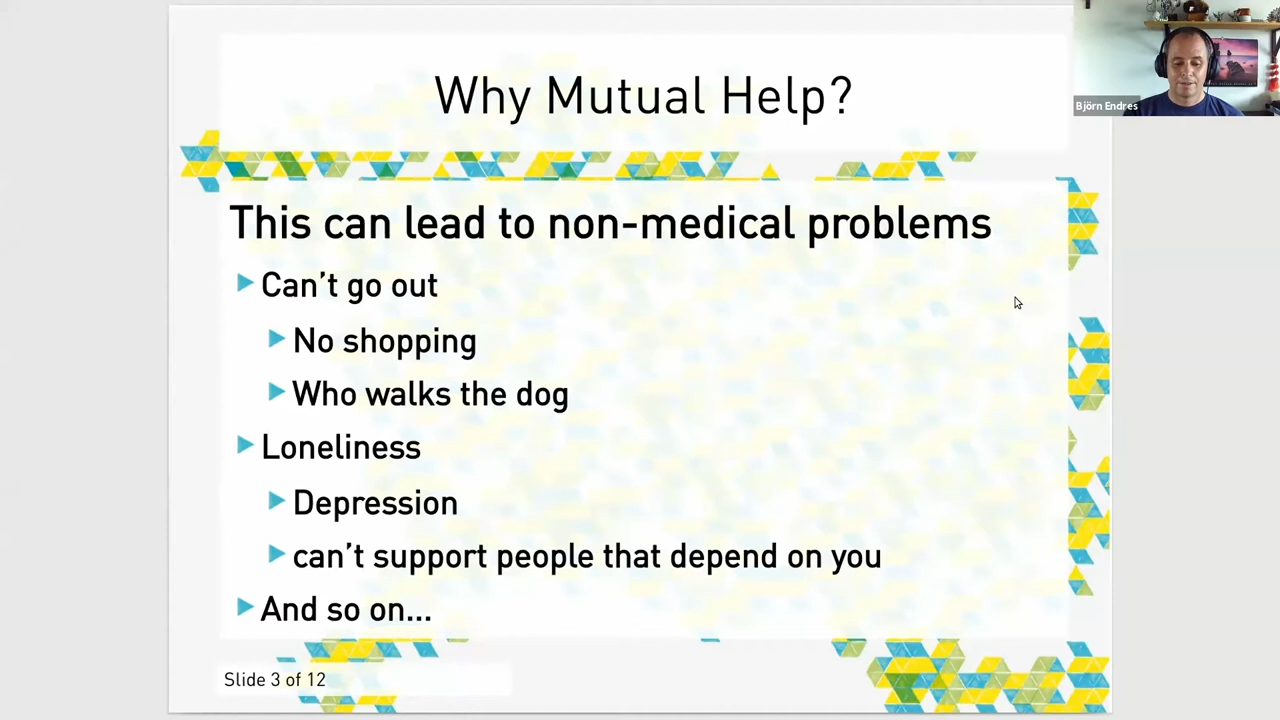 Why Mutual Help?
Björn Endres
This can lead to non-medical problems
Can’t go out
No shopping
Who walks the dog
Loneliness
Depression
can’t support people that depend on you
And so on...
Slide 3 of 12